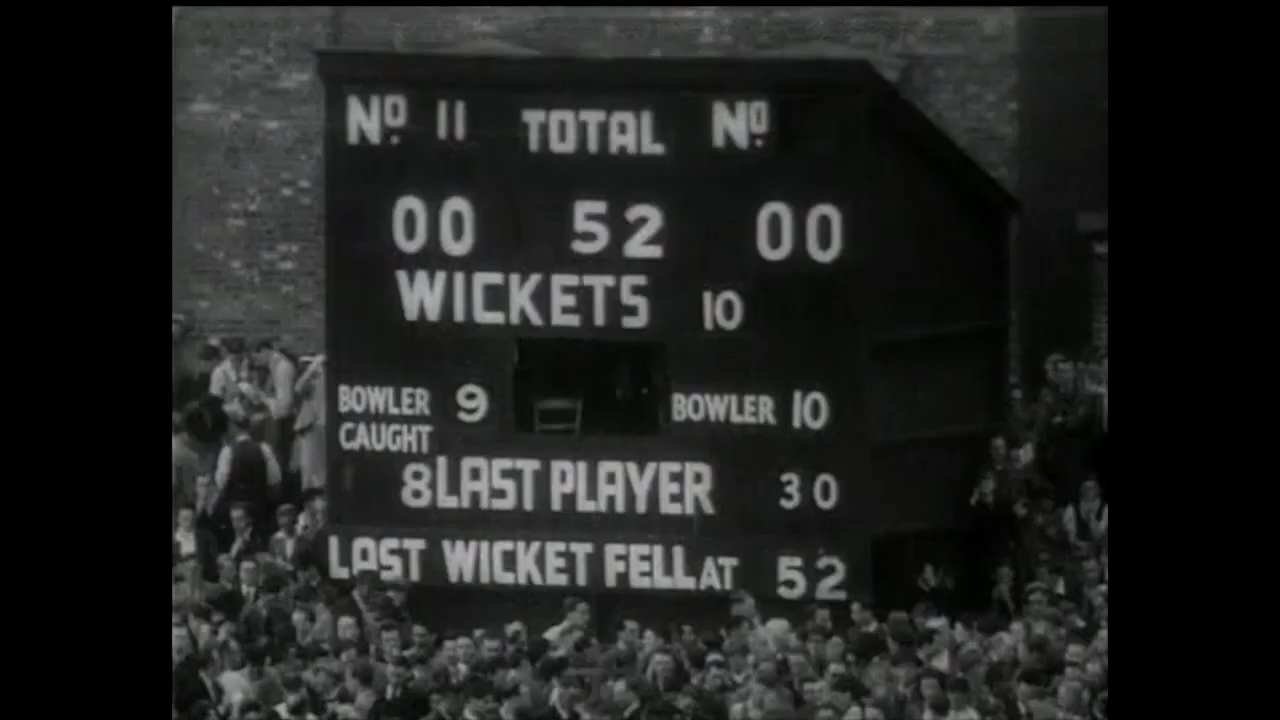 Nº 11 TOTAL Nº
00 52 00
WICKETS 10
BOWLER 9 BOWLER 10
CAUGHT
8 LAST PLAYER 30
LAST WICKET FELL AT 52